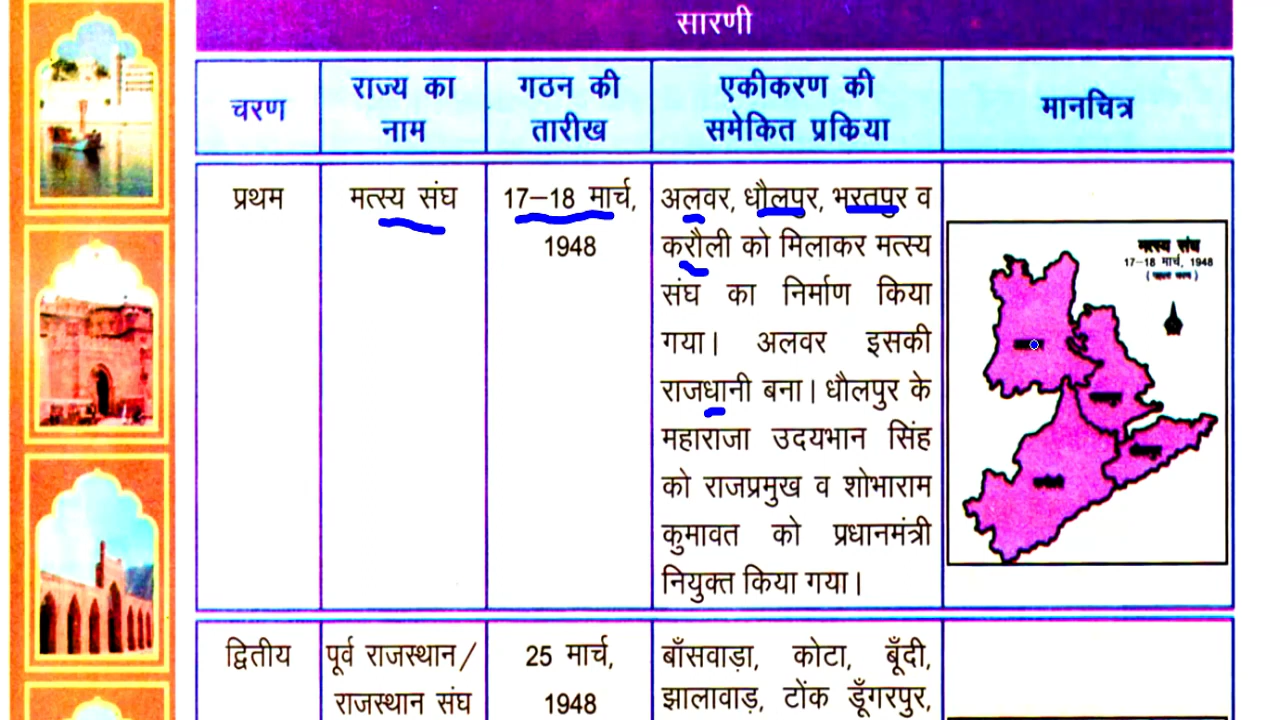 सारणी
चरण
राज्य का
नाम
गठन की
तारीख
एकीकरण की
समेकित प्रक्रिया
मानचित्र
प्रथम
मत्स्य संघ
17–18 मार्च,
1948
अलवर, धौलपुर, भरतपुर व
करौली को मिलाकर मत्स्य
संघ का निर्माण किया
गया। अलवर इसकी
राजधानी बना। धौलपुर के
महाराजा उदयभान सिंह
को राजप्रमुख व शोभाराम
कुमावत को प्रधानमंत्री
नियुक्त किया गया।
मत्स्य संघ
17–18 मार्च, 1948
द्वितीय
पूर्व राजस्थान/
राजस्थान संघ
25 मार्च,
1948
बाँसवाड़ा, कोटा, बूँदी,
झालावाड़, टोंक डूँगरपुर,